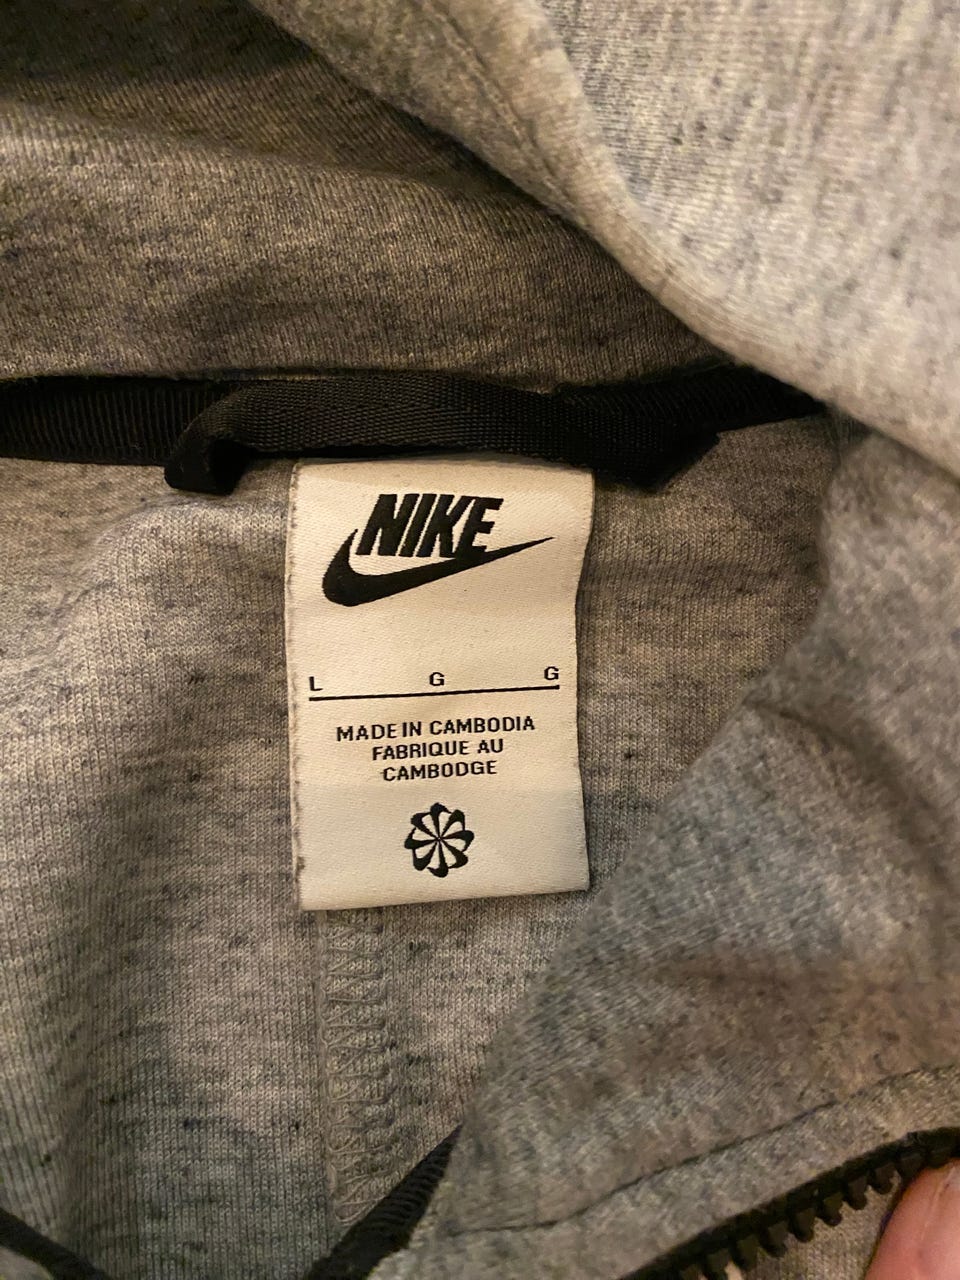 NIKE
L G G
MADE IN CAMBODIA
FABRIQUE AU
CAMBODGE